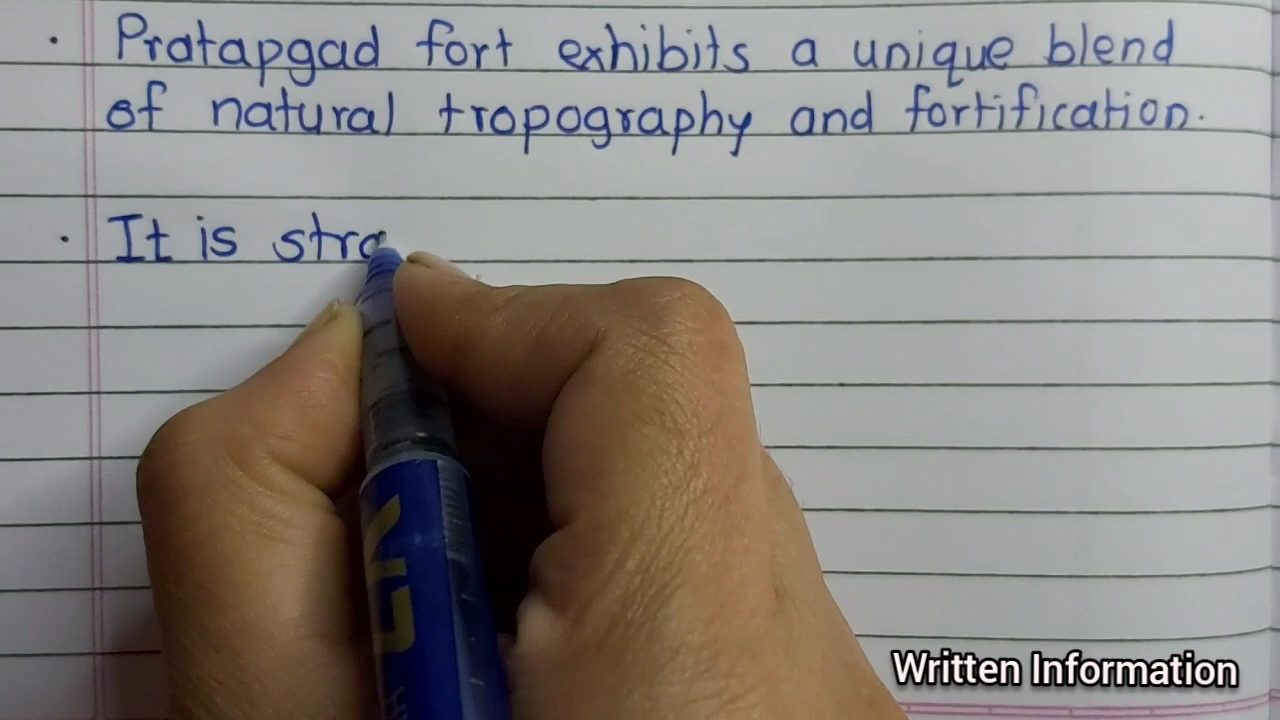 Pratapgad fort exhibits a unique blend
of natural tropography and fortification.
It is stra
Written Information